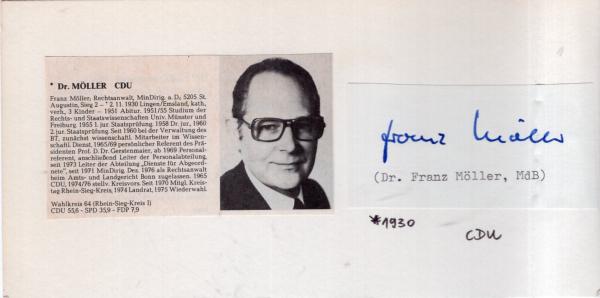 * Dr. MÖLLER CDU
Franz Möller; Rechtsanwalt, MinDirig. a. D.; 5205 St.
Augustin, Sieg 2 – * 2. 11. 1930 Lingen/Emsland, kath,
verh., 3 Kinder – 1951 Abitur. 1951/55 Studium der
Rechts- und Staatswissenschaften Univ. Münster und
Freiburg. 1955 1. jur. Staatsprüfung. 1958 Dr. jur., 1960
2. jur. Staatsprüfung. Seit 1960 bei der Verwaltung des
BT, zunächst wissenschaftl. Mitarbeiter im Wissen-
schaftl. Dienst, 1965/69 persönlicher Referent des Prä-
sidenten Prof. D. Dr. Gerstenmaier, ab 1969 Personal-
referent, anschließend Leiter der Personalabteilung,
seit 1973 Leiter der Abteilung „Dienste für Abgeord-
nete", seit 1971 MinDirig. Dez. 1976 als Rechtsanwalt
beim Amts- und Landgericht Bonn zugelassen. 1965
CDU, 1974/76 stellv. Kreisvors. Seit 1970 Mitgl. Kreis-
tag Rhein-Sieg-Kreis, 1974 Landrat, 1975 Wiederwahl.
Wahlkreis 64 (Rhein-Sieg-Kreis I)
CDU 55,6 - SPD 35,9 - FDP 7,9
Franz Möller
(Dr. Franz Möller, MdB)
*1930
CDU